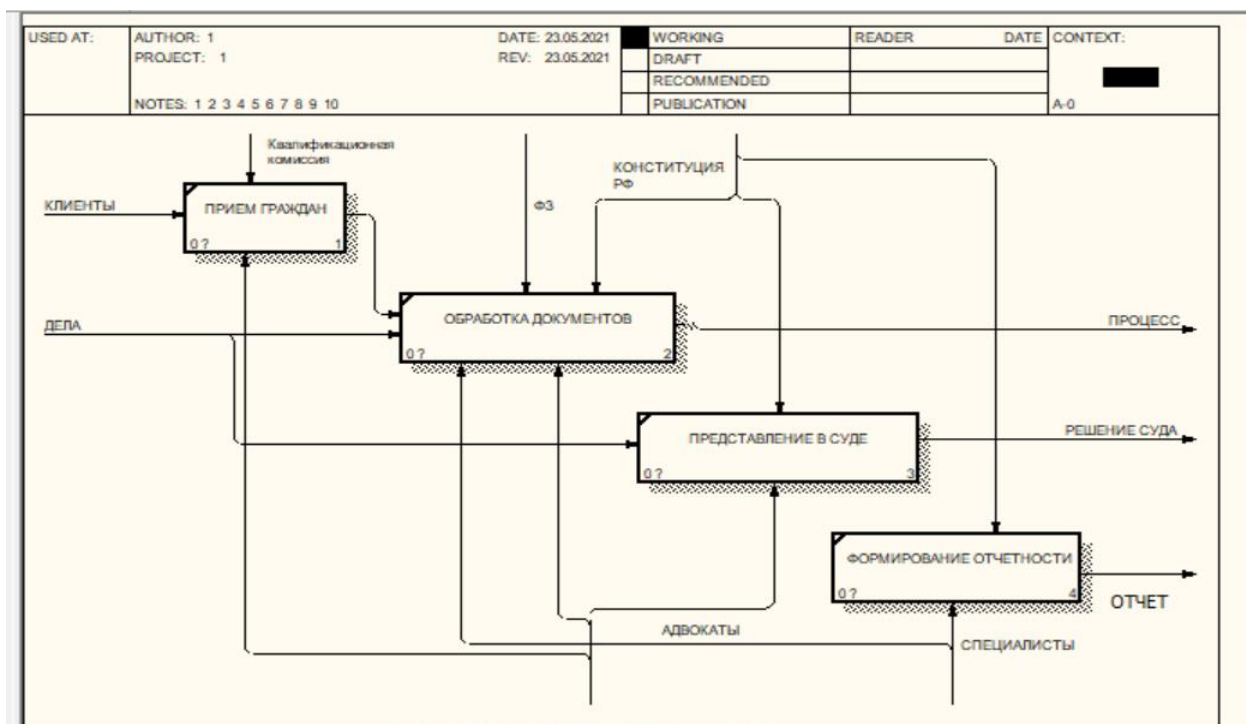 USED AT:
AUTHOR: 1
DATE: 23.05.2021
WORKING
READER
DATE
CONTEXT:
PROJECT: 1
REV: 23.05.2021
DRAFT
RECOMMENDED
NOTES: 1 2 3 4 5 6 7 8 9 10
PUBLICATION
A-0
Квалификационная
комиссия
КОНСТИТУЦИЯ
РФ
КЛИЕНТЫ
ПРИЕМ ГРАЖДАН
ФЗ
0 ?
1
ДЕЛА
ОБРАБОТКА ДОКУМЕНТОВ
ПРОЦЕСС
0 ?
2
ПРЕДСТАВЛЕНИЕ В СУДЕ
РЕШЕНИЕ СУДА
0 ?
3
ФОРМИРОВАНИЕ ОТЧЕТНОСТИ
0 ?
4
ОТЧЕТ
АДВОКАТЫ
СПЕЦИАЛИСТЫ